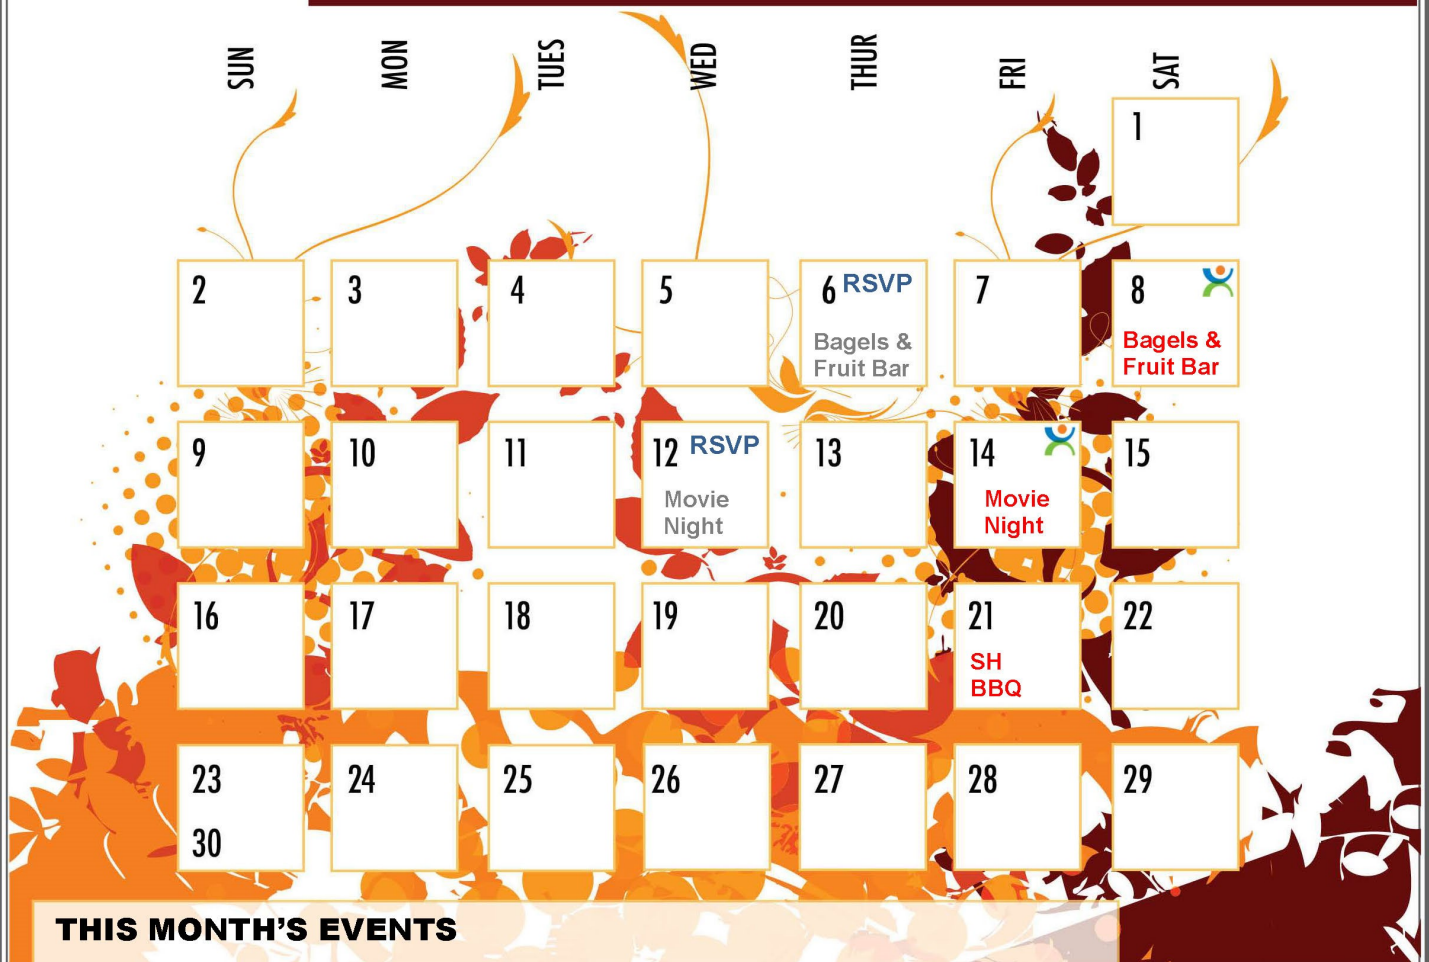 SUN MON TUES WED THUR FRI SAT
1
2 3 4 5 6 RSVP 7 8
Bagels &
Fruit Bar
Bagels &
Fruit Bar
9 10 11 12 RSVP 13 14 15
Movie
Night
Movie
Night
16 17 18 19 20 21 22
SH
BBQ
23 24 25 26 27 28 29
30
THIS MONTH'S EVENTS